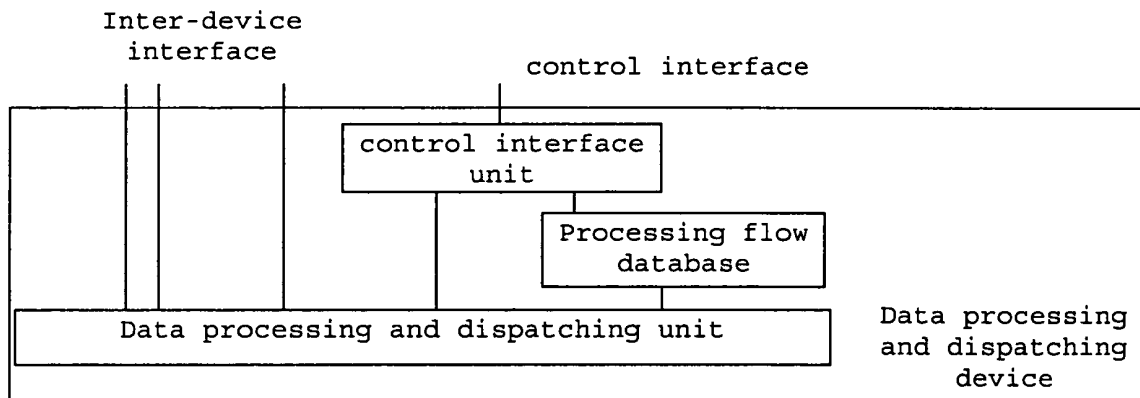 Inter-device
interface
control interface
control interface
unit
Processing flow
database
Data processing and dispatching unit
Data processing
and dispatching
device